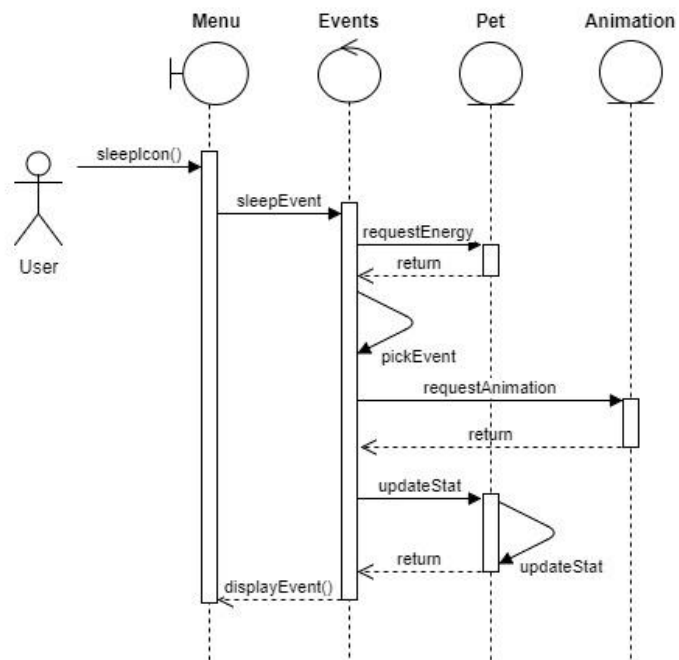 Menu Events Pet Animation
sleepIcon()
sleepEvent
User
requestEnergy
return
pickEvent
requestAnimation
return
updateStat
return
updateStat
displayEvent()